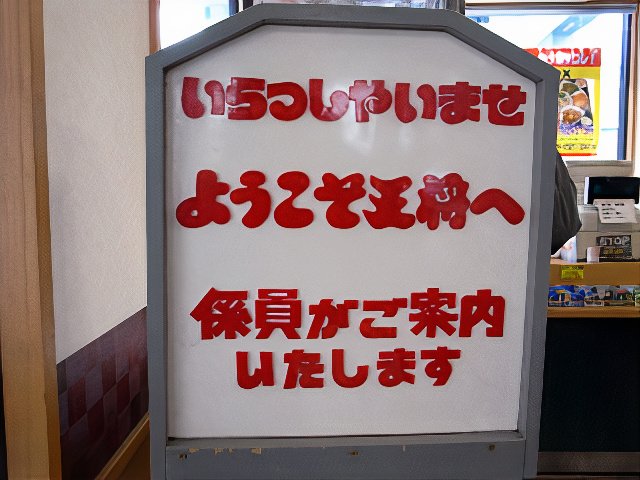 いらっしゃいませ
ようこそ王将へ
係員がご案内
いたします